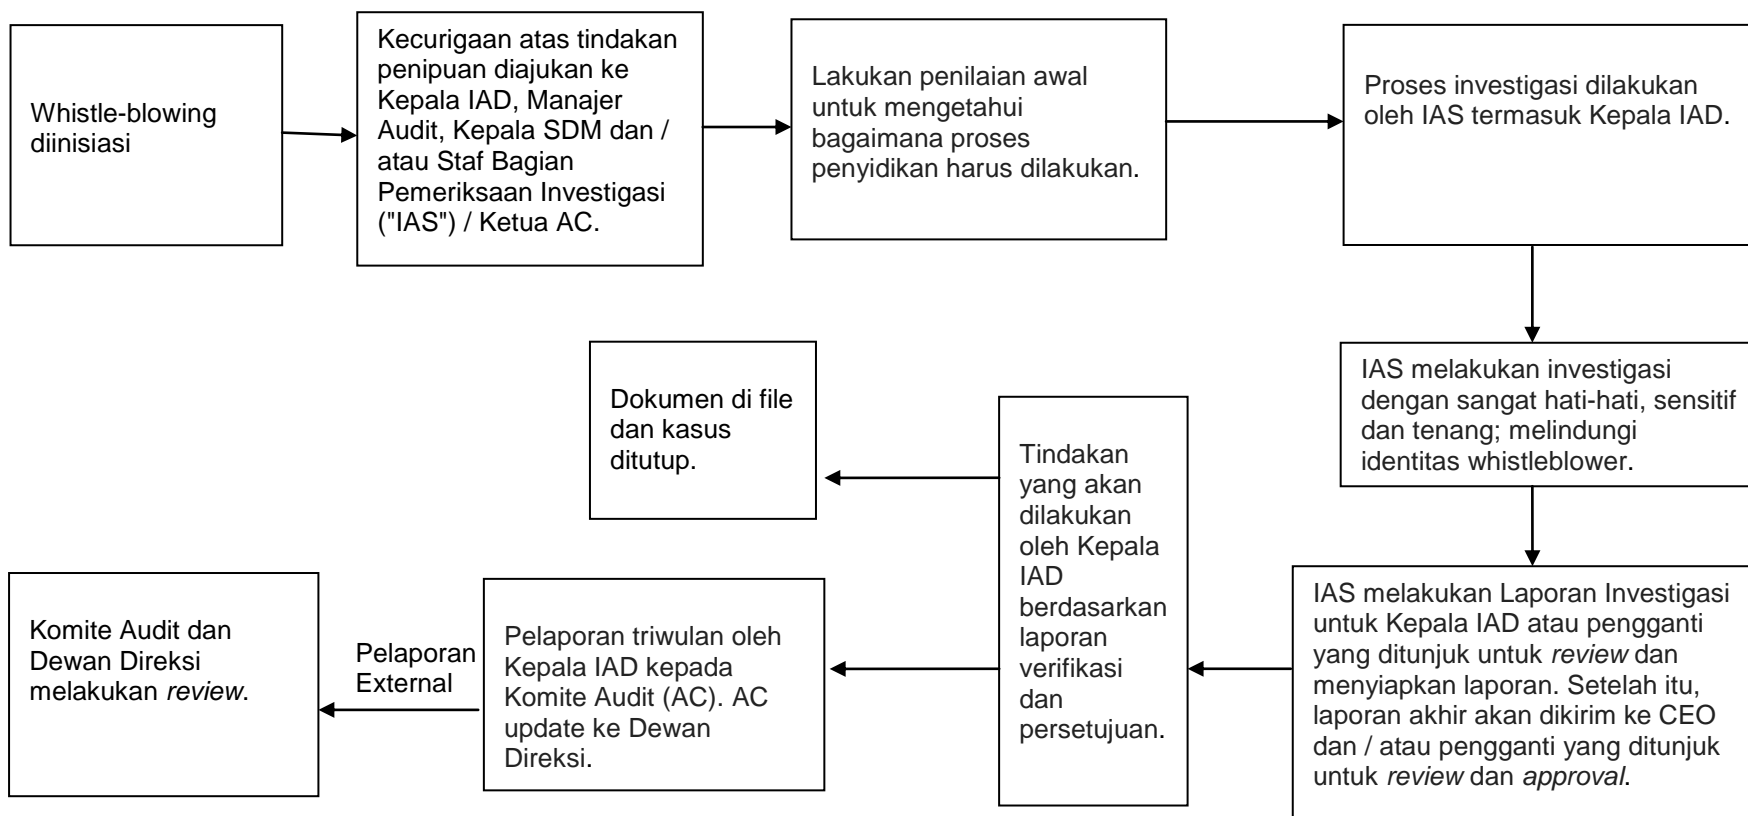 Whistle-blowing
diinisiasi
Kecurigaan atas tindakan
penipuan diajukan ke
Kepala IAD, Manajer
Audit, Kepala SDM dan /
atau Staf Bagian
Pemeriksaan Investigasi
("IAS") / Ketua AC.
Lakukan penilaian awal
untuk mengetahui
bagaimana proses
penyidikan harus dilakukan.
Proses investigasi dilakukan
oleh IAS termasuk Kepala IAD.
IAS melakukan investigasi
dengan sangat hati-hati, sensitif
dan tenang; melindungi
identitas whistleblower.
IAS melakukan Laporan Investigasi
untuk Kepala IAD atau pengganti
yang ditunjuk untuk review dan
menyiapkan laporan. Setelah itu,
laporan akhir akan dikirim ke CEO
dan / atau pengganti yang ditunjuk
untuk review dan approval.
Tindakan
yang akan
dilakukan
oleh Kepala
IAD
berdasarkan
laporan
verifikasi
dan
persetujuan.
Dokumen di file
dan kasus
ditutup.
Pelaporan triwulan oleh
Kepala IAD kepada
Komite Audit (AC). AC
update ke Dewan
Direksi.
Pelaporan
External
Komite Audit dan
Dewan Direksi
melakukan review.